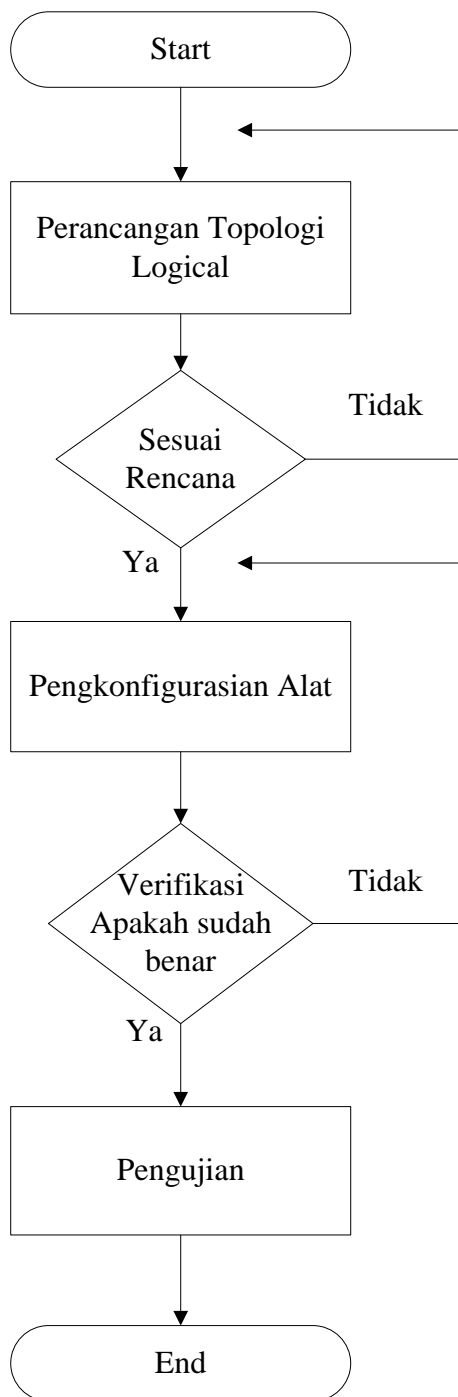 Start
Perancangan Topologi
Logical
Tidak
Sesuai
Rencana
Ya
Pengkonfigurasian Alat
Verifikasi
Tidak
Apakah sudah
benar
Ya
Pengujian
End